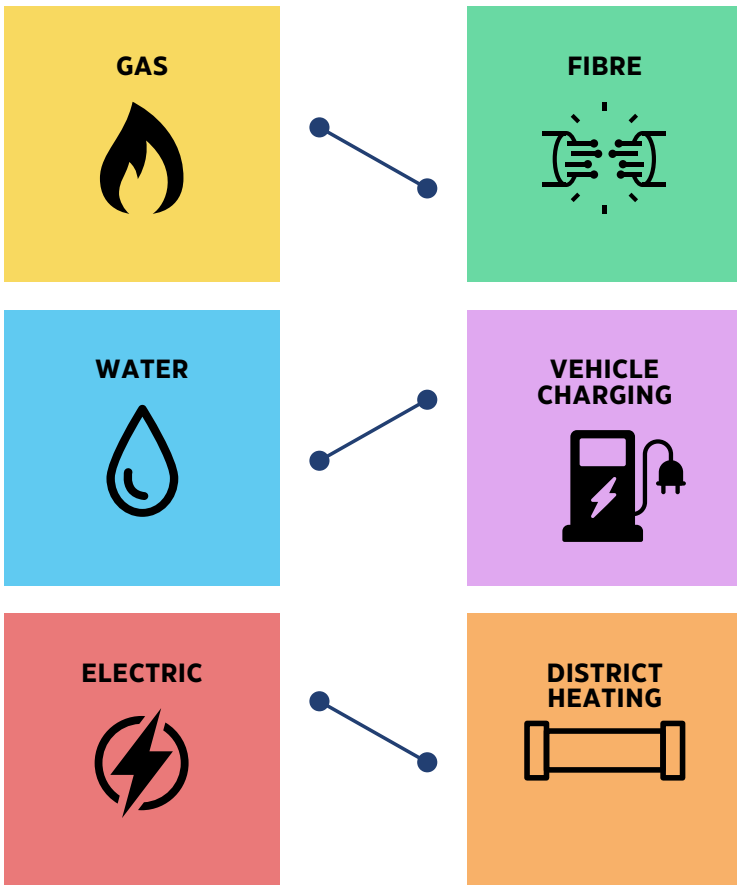 GAS
FIBRE
WATER
VEHICLE
CHARGING
ELECTRIC
DISTRICT
HEATING